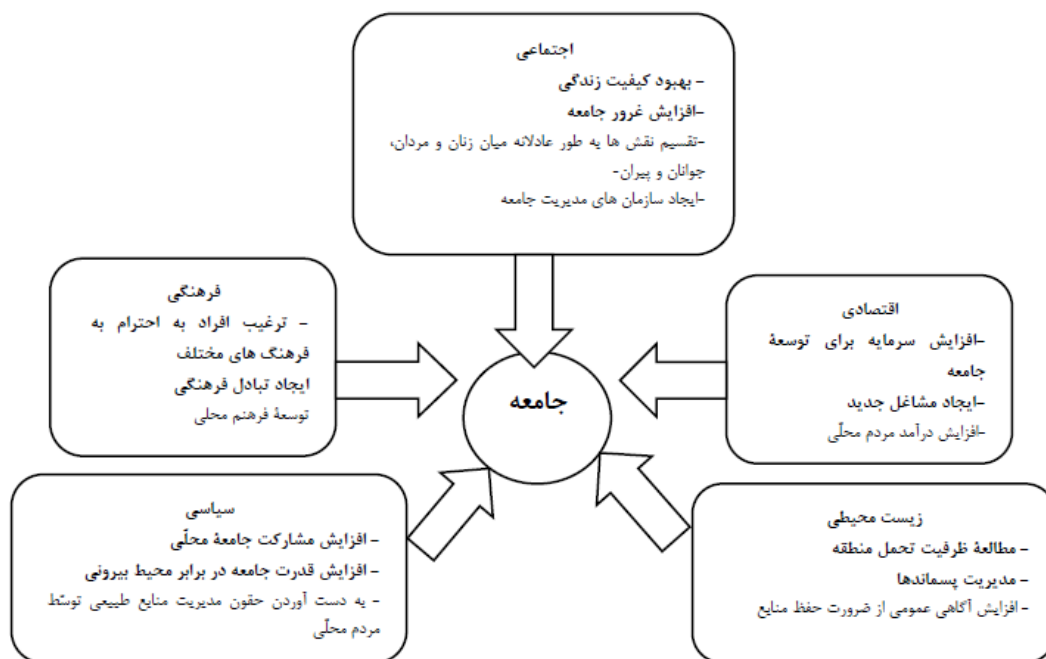 اجتماعی
- بهبود کیفیت زندگی
-افزایش غرور جامعه
-تقسیم نقش ها یه طور عادلانه میان زنان و مردان،
جوانان و پیران-
-ایجاد سازمان های مدیریت جامعه
فرهنگی
- ترغیب افراد به احترام به
فرهنگ های مختلف
ایجاد تبادل فرهنگی
توسعهٔ فرهنم محلی
اقتصادی
-افزایش سرمایه برای توسعهٔ
جامعه
-ایجاد مشاغل جدید
-افزایش درآمد مردم محلّی
جامعه
سیاسی
- افزایش مشارکت جامعهٔ محلّی
- افزایش قدرت جامعه در برابر محیط بیرونی
- یه دست آوردن حقون مدیریت منایع طییعی توسّط
مردم محلّی
زیست محیطی
- مطالعهٔ ظرفیت تحمل منطقه
- مدیریت پسماندها
- افزایش آگاهی عمومی از ضرورت حفظ منایع